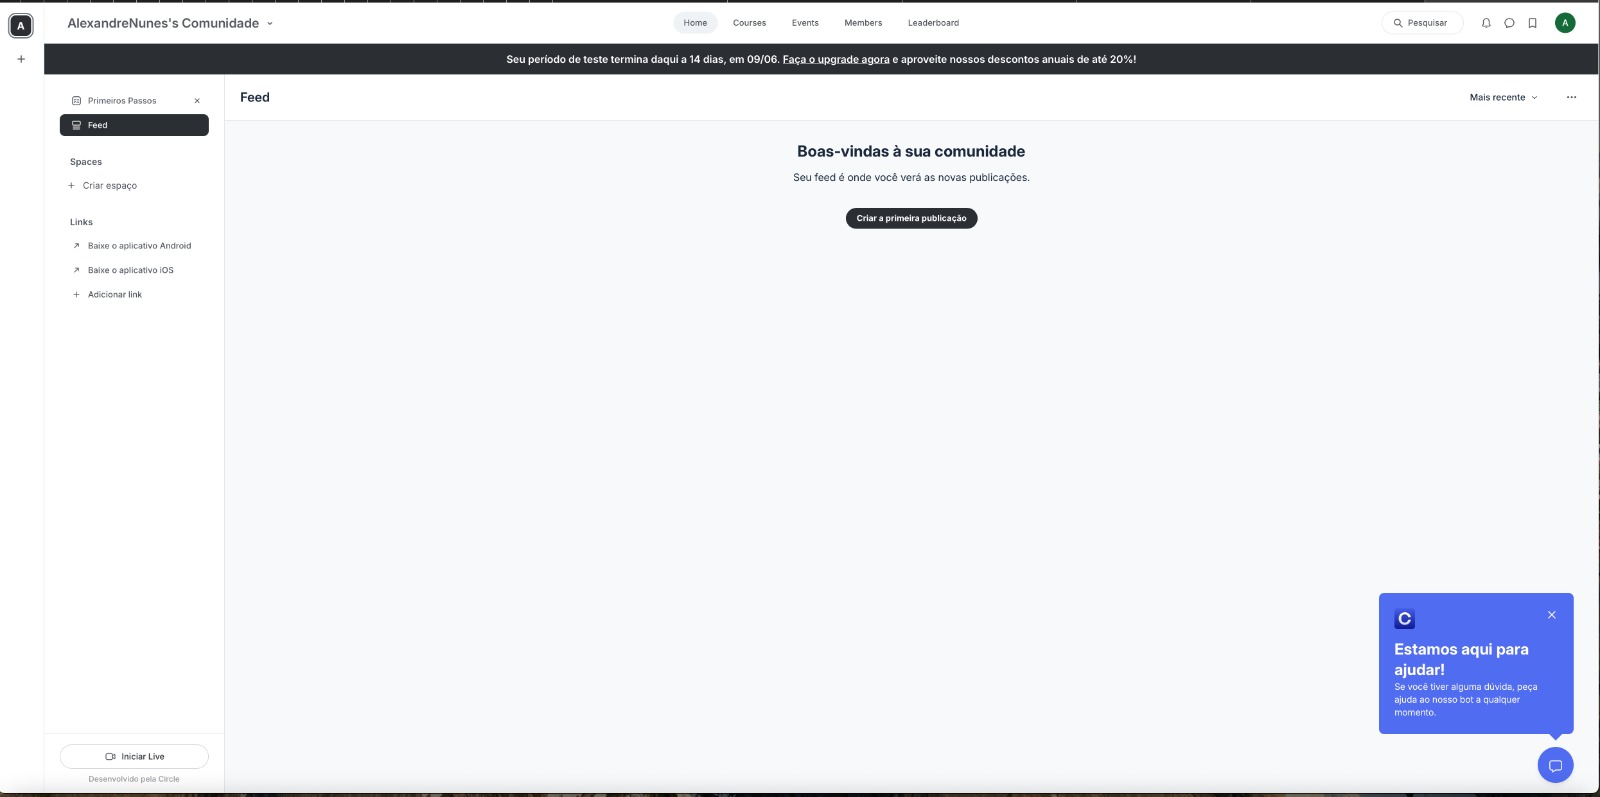 A
AlexandreNunes's Comunidade
Home
Courses
Events
Members
Leaderboard
Pesquisar
A
Seu período de teste termina daqui a 14 dias, em 09/06. Faça o upgrade agora e aproveite nossos descontos anuais de até 20%!
Primeiros Passos
Feed
Spaces
Criar espaço
Links
Baixe o aplicativo Android
Baixe o aplicativo iOS
Adicionar link
Feed
Mais recente
Boas-vindas à sua comunidade
Seu feed é onde você verá as novas publicações.
Criar a primeira publicação
C
Estamos aqui para
ajudar!
Se você tiver alguma dúvida, peça
ajuda ao nosso bot a qualquer
momento.
Iniciar Live
Desenvolvido pela Circle